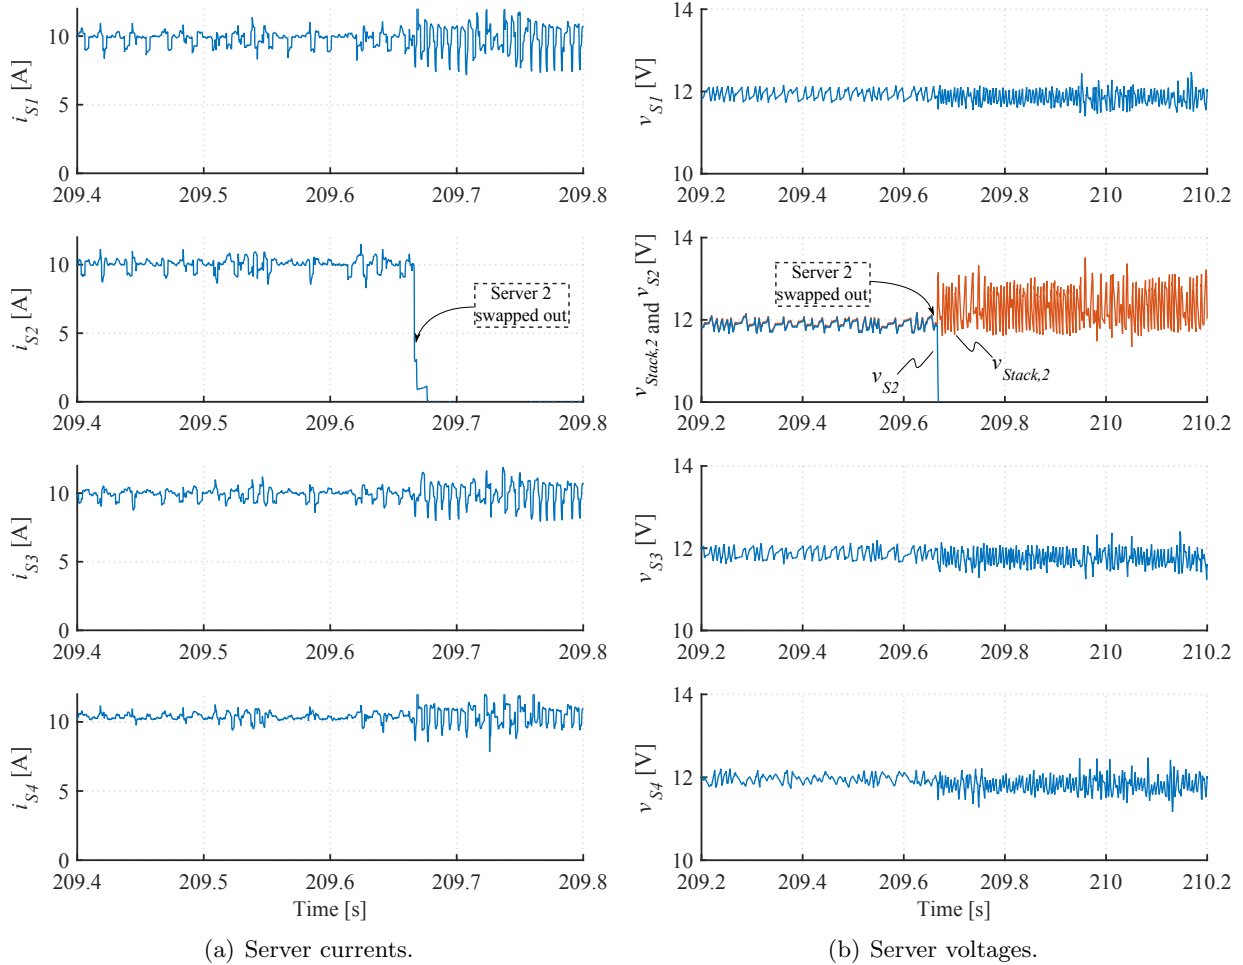 i_S1 [A]
10
5
0
209.4 209.5 209.6 209.7 209.8
v_S1 [V]
14
12
10
209.2 209.4 209.6 209.8 210 210.2
i_S2 [A]
10
5
0
Server 2
swapped out
209.4 209.5 209.6 209.7 209.8
v_Stack,2 and v_S2 [V]
14
12
10
Server 2
swapped out
v_S2
v_Stack,2
209.2 209.4 209.6 209.8 210 210.2
i_S3 [A]
10
5
0
209.4 209.5 209.6 209.7 209.8
v_S3 [V]
14
12
10
209.2 209.4 209.6 209.8 210 210.2
i_S4 [A]
10
5
0
209.4 209.5 209.6 209.7 209.8
Time [s]
v_S4 [V]
14
12
10
209.2 209.4 209.6 209.8 210 210.2
Time [s]
(a) Server currents.
(b) Server voltages.